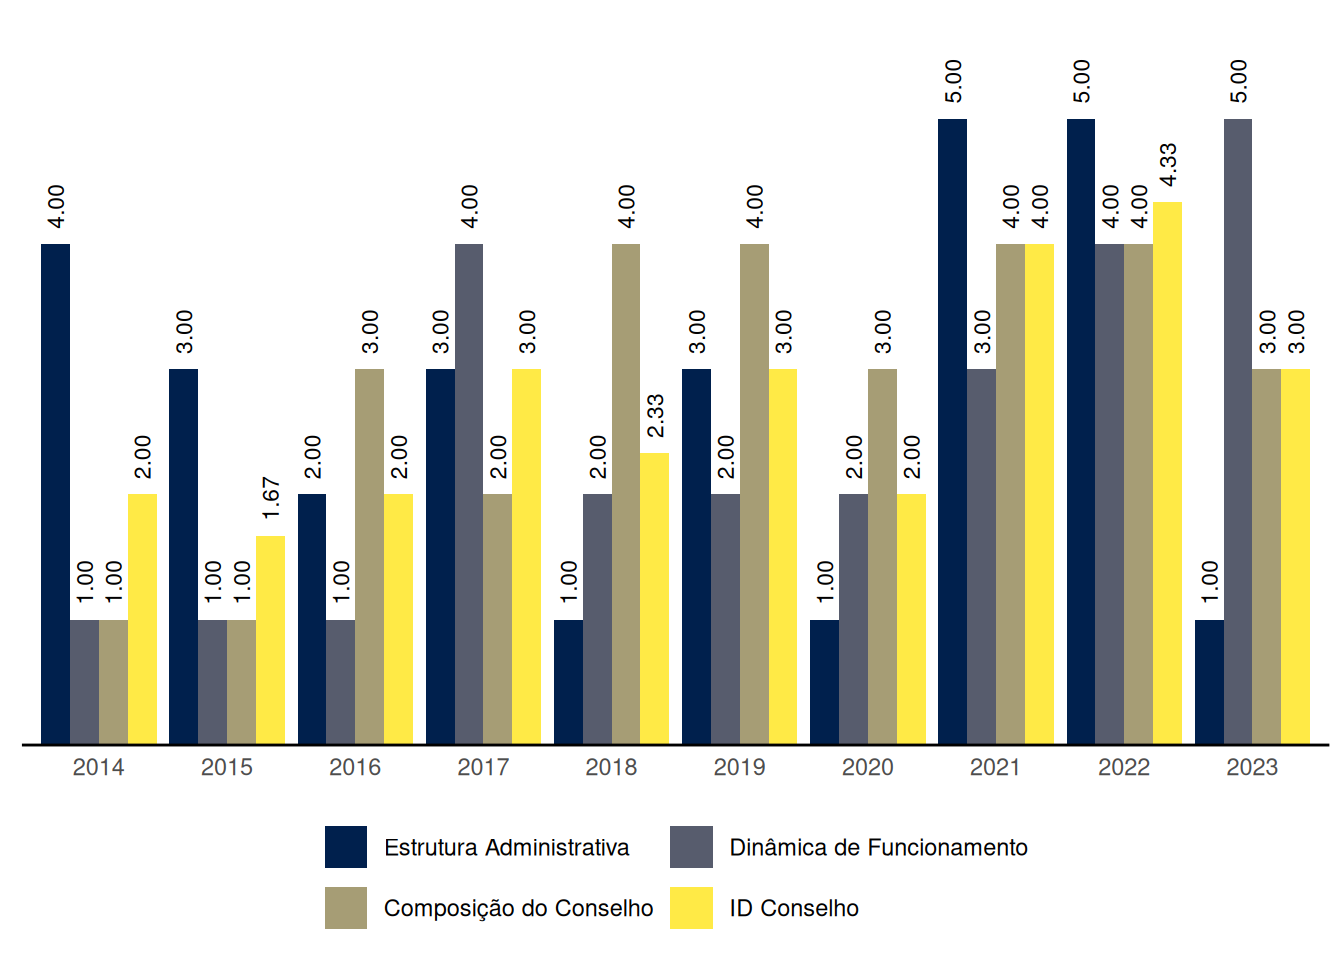 4.00 1.00 1.00 2.00
3.00 1.00 1.00 1.67
2.00 1.00 3.00 2.00
3.00 4.00 2.00 3.00
1.00 2.00 4.00 2.33
3.00 2.00 4.00 3.00
1.00 2.00 3.00 2.00
5.00 3.00 4.00 4.00
5.00 4.00 4.00 4.33
1.00 5.00 3.00 3.00
2014 2015 2016 2017 2018 2019 2020 2021 2022 2023
Estrutura Administrativa Dinâmica de Funcionamento
Composição do Conselho ID Conselho